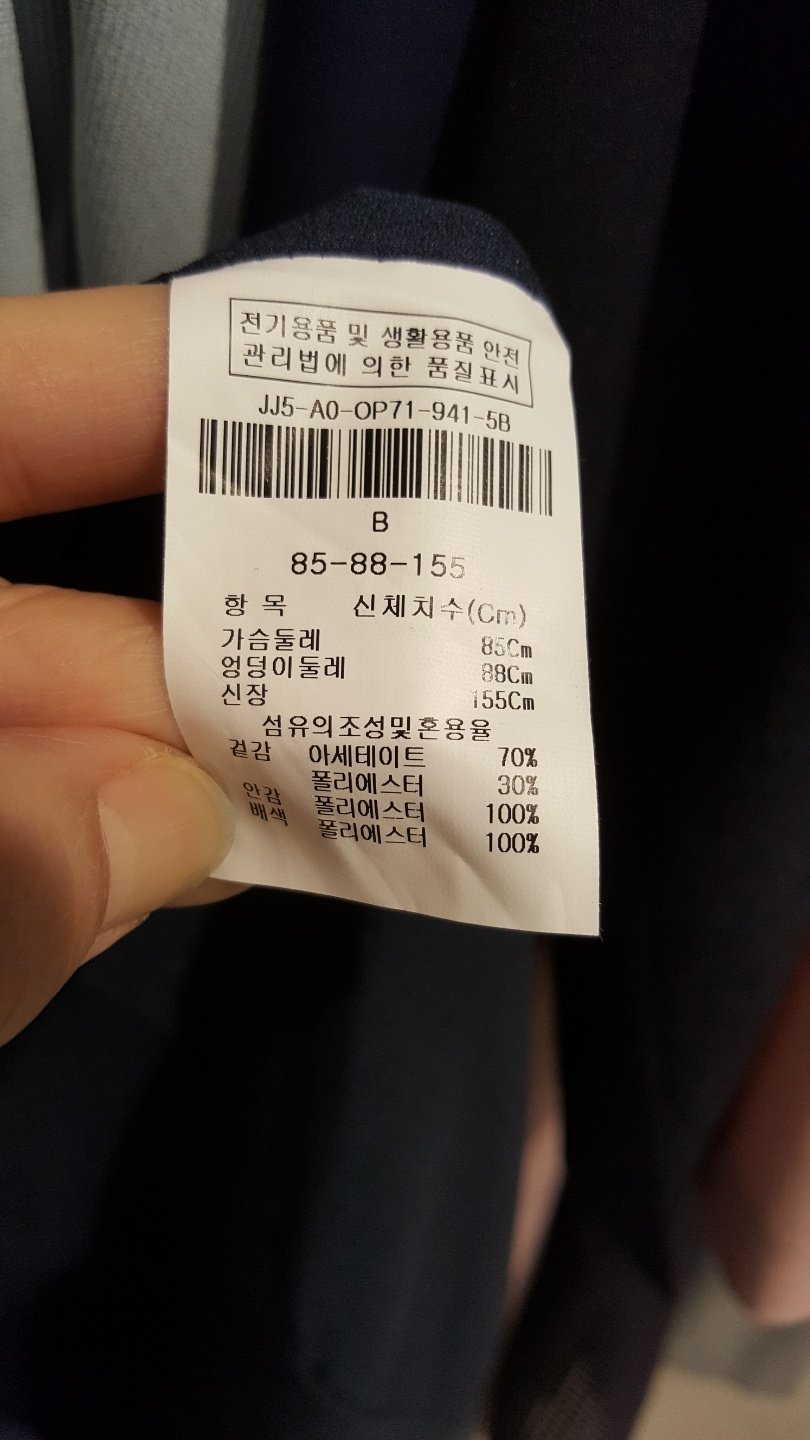 전기용품 및 생활용품 안전
관리법에 의한 품질표시
JJ5-A0-OP71-941-5B
B
85-88-155
항 목 신체치수(Cm)
가슴둘레 85Cm
엉덩이둘레 88Cm
신장 155Cm
섬유의조성및혼용율
겉감 아세테이트 70%
폴리에스터 30%
안감 폴리에스터 100%
배색 폴리에스터 100%